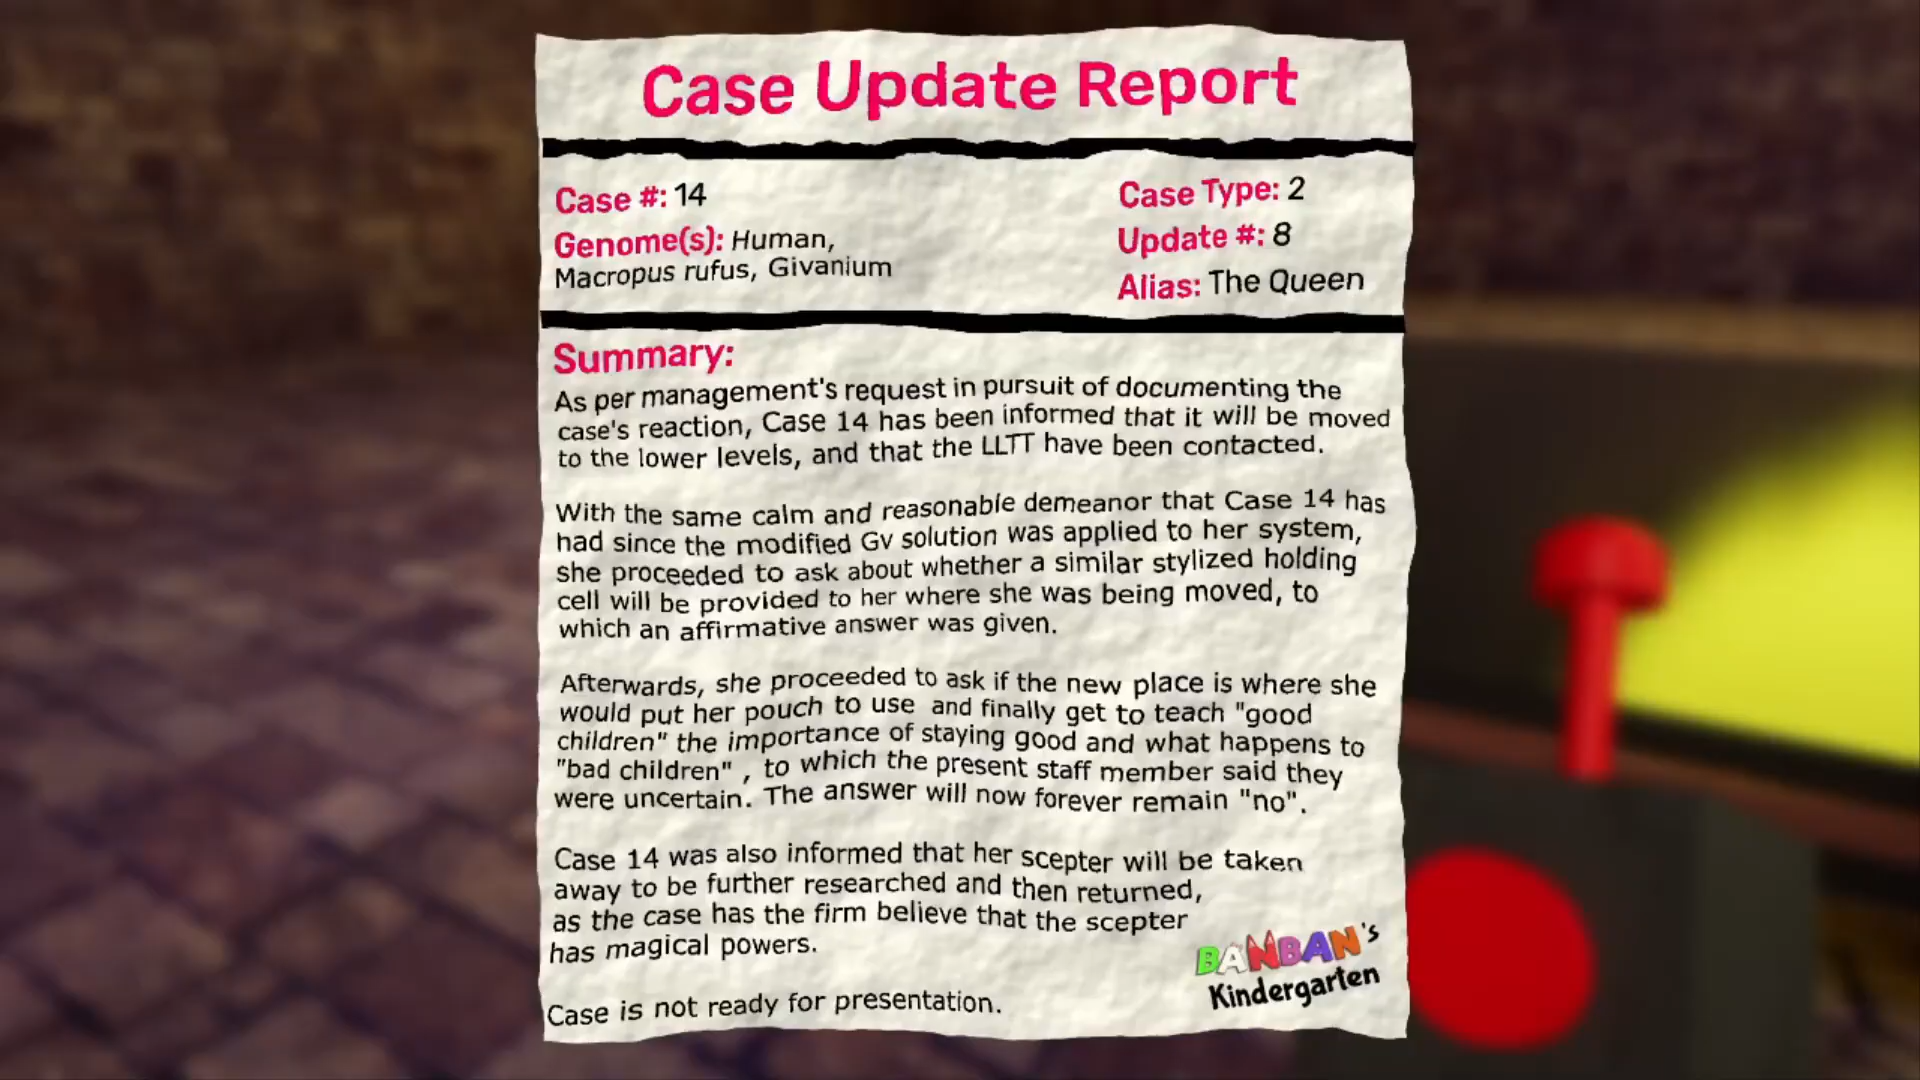 Case Update Report
Case #: 14
Genome(s): Human,
Macropus rufus, Givanium
Case Type: 2
Update #: 8
Alias: The Queen
Summary:
As per management's request in pursuit of documenting the
case's reaction, Case 14 has been informed that it will be moved
to the lower levels, and that the LLTT have been contacted.
With the same calm and reasonable demeanor that Case 14 has
had since the modified Gv solution was applied to her system,
she proceeded to ask about whether a similar stylized holding
cell will be provided to her where she was being moved, to
which an affirmative answer was given.
Afterwards, she proceeded to ask if the new place is where she
would put her pouch to use and finally get to teach "good
children" the importance of staying good and what happens to
"bad children" , to which the present staff member said they
were uncertain. The answer will now forever remain "no".
Case 14 was also informed that her scepter will be taken
away to be further researched and then returned,
as the case has the firm believe that the scepter
has magical powers.
Case is not ready for presentation.
BANBAN's
Kindergarten